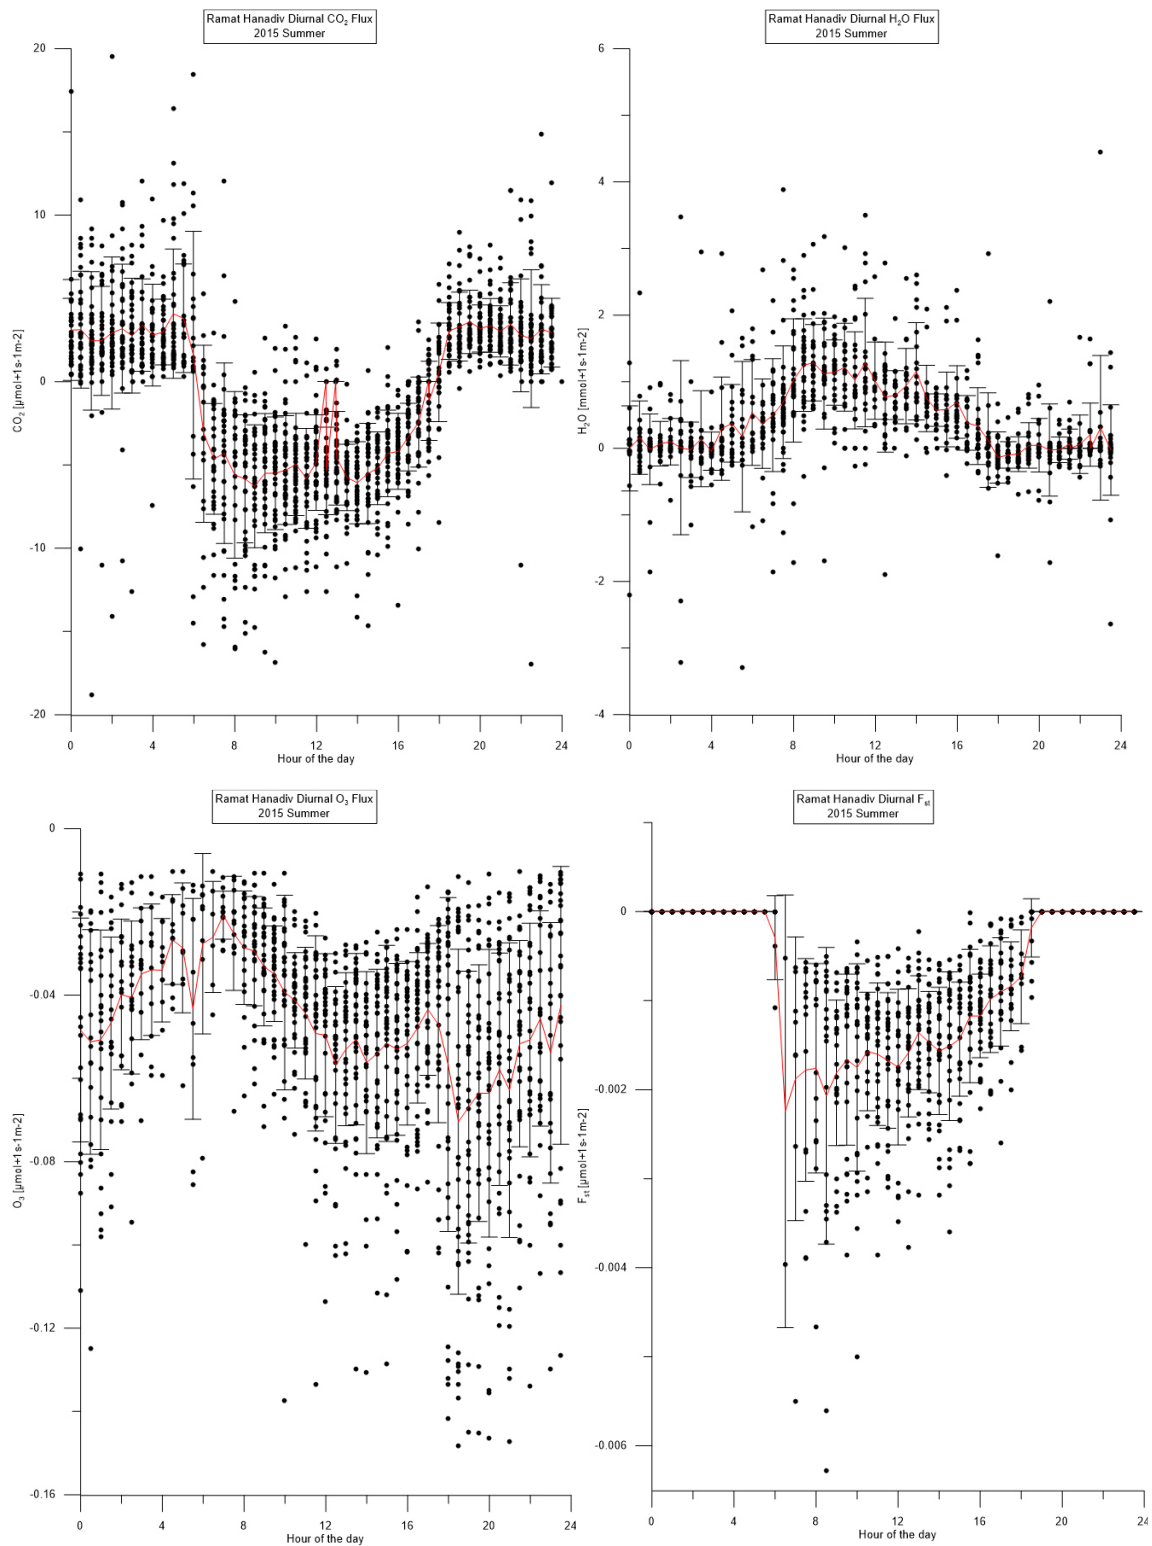 Ramat Hanadiv Diurnal CO₂ Flux
2015 Summer
20
10
0
-10
-20
CO₂ [µmol+1s-1m-2]
0 4 8 12 16 20 24
Hour of the day
Ramat Hanadiv Diurnal H₂O Flux
2015 Summer
6
4
2
0
-2
-4
H₂O [mmol+1s-1m-2]
0 4 8 12 16 20 24
Hour of the day
Ramat Hanadiv Diurnal O₃ Flux
2015 Summer
0
-0.04
-0.08
-0.12
-0.16
O₃ [µmol+1s-1m-2]
0 4 8 12 16 20 24
Hour of the day
Ramat Hanadiv Diurnal Fst
2015 Summer
0
-0.002
-0.004
-0.006
Fst [µmol+1s-1m-2]
0 4 8 12 16 20 24
Hour of the day